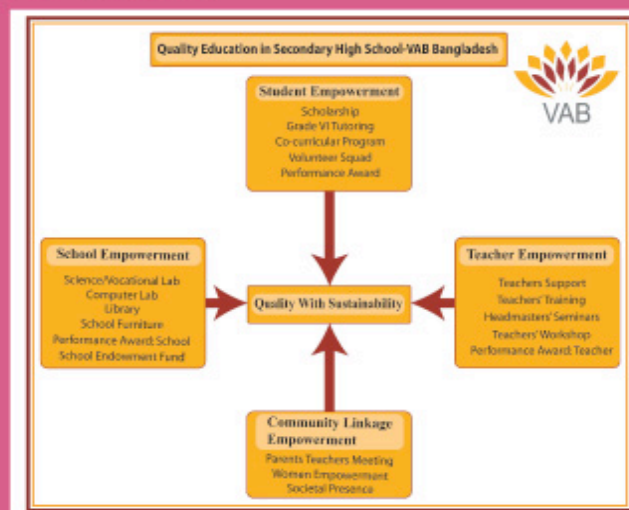 Quality Education in Secondary High School-VAB Bangladesh
VAB
Student Empowerment
Scholarship
Grade VI Tutoring
Co-curricular Program
Volunteer Squad
Performance Award
School Empowerment
Science/Vocational Lab
Computer Lab
Library
School Furniture
Performance Award: School
School Endowment Fund
Quality With Sustainability
Teacher Empowerment
Teachers Support
Teachers' Training
Headmasters' Seminars
Teachers' Workshop
Performance Award: Teacher
Community Linkage
Empowerment
Parents Teachers Meeting
Women Empowerment
Societal Presence